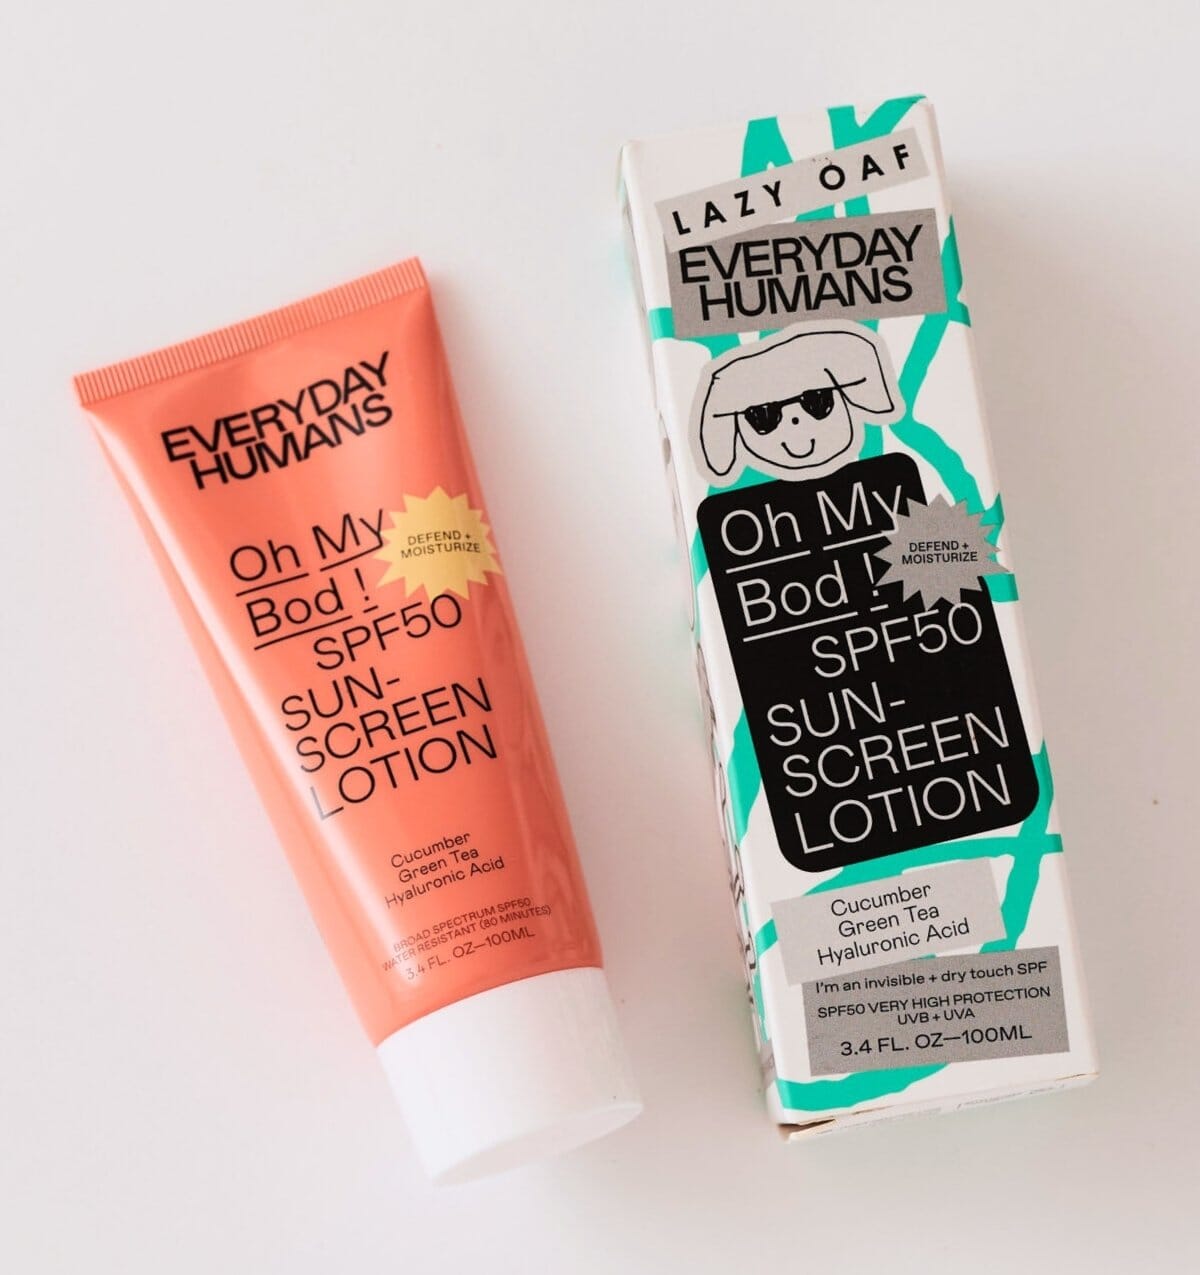 EVERYDAY
HUMANS
Oh My
Bod !
DEFEND +
MOISTURIZE
SPF50
SUN-
SCREEN
LOTION
Cucumber
Green Tea
Hyaluronic Acid
BROAD SPECTRUM SPF50
WATER RESISTANT (80 MINUTES)
3.4 FL. OZ—100ML
LAZY OAF
EVERYDAY
HUMANS
Oh My
Bod !
DEFEND +
MOISTURIZE
SPF50
SUN-
SCREEN
LOTION
Cucumber
Green Tea
Hyaluronic Acid
I'm an invisible + dry touch SPF
SPF50 VERY HIGH PROTECTION
UVB + UVA
3.4 FL. OZ—100ML